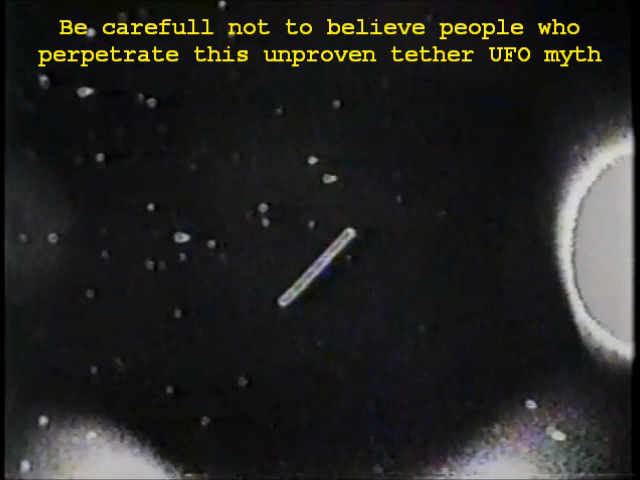 Be carefull not to believe people who
perpetrate this unproven tether UFO myth